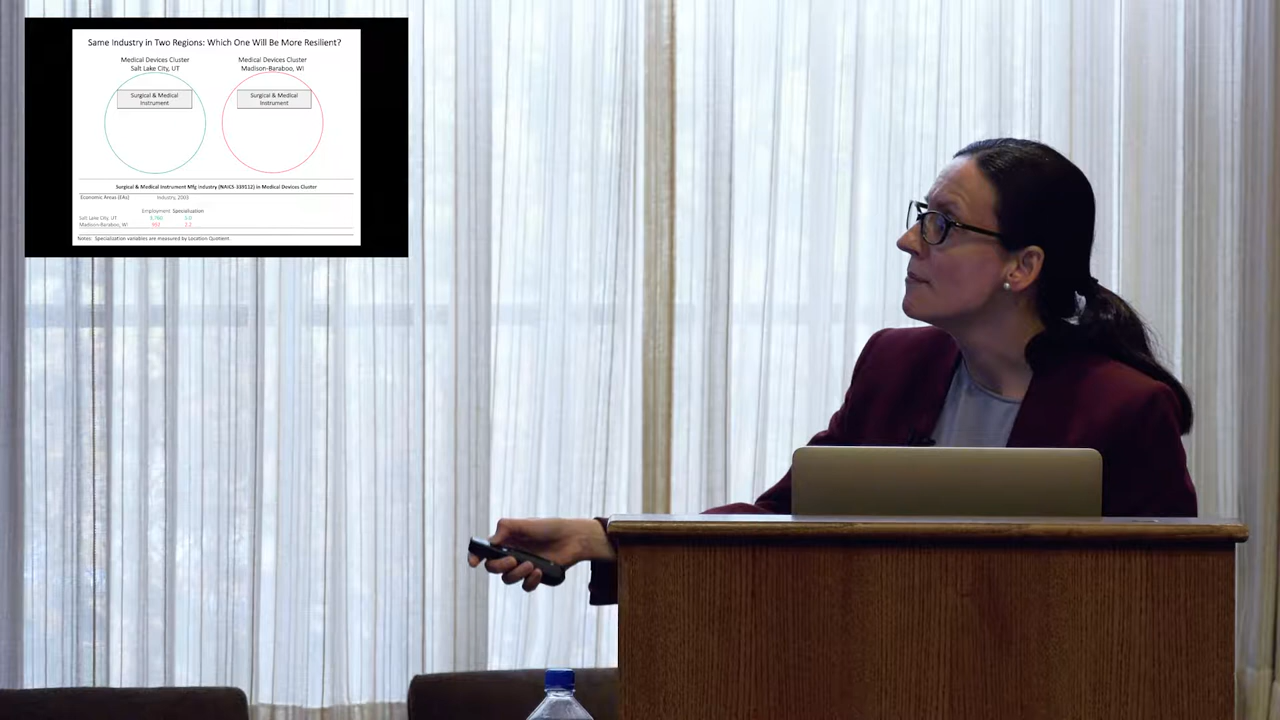 Same Industry in Two Regions: Which One Will Be More Resilient?
Medical Devices Cluster
Salt Lake City, UT
Medical Devices Cluster
Madison-Baraboo, WI
Surgical & Medical
Instrument
Surgical & Medical
Instrument
Surgical & Medical Instrument Mfg Industry (NAICS-339112) in Medical Devices Cluster
Economic Areas (EAs) Industry, 2003
Employment Specialization
Salt Lake City, UT
Madison-Baraboo, WI 2.2
Notes: Specialization variables are measured by Location Quotient.